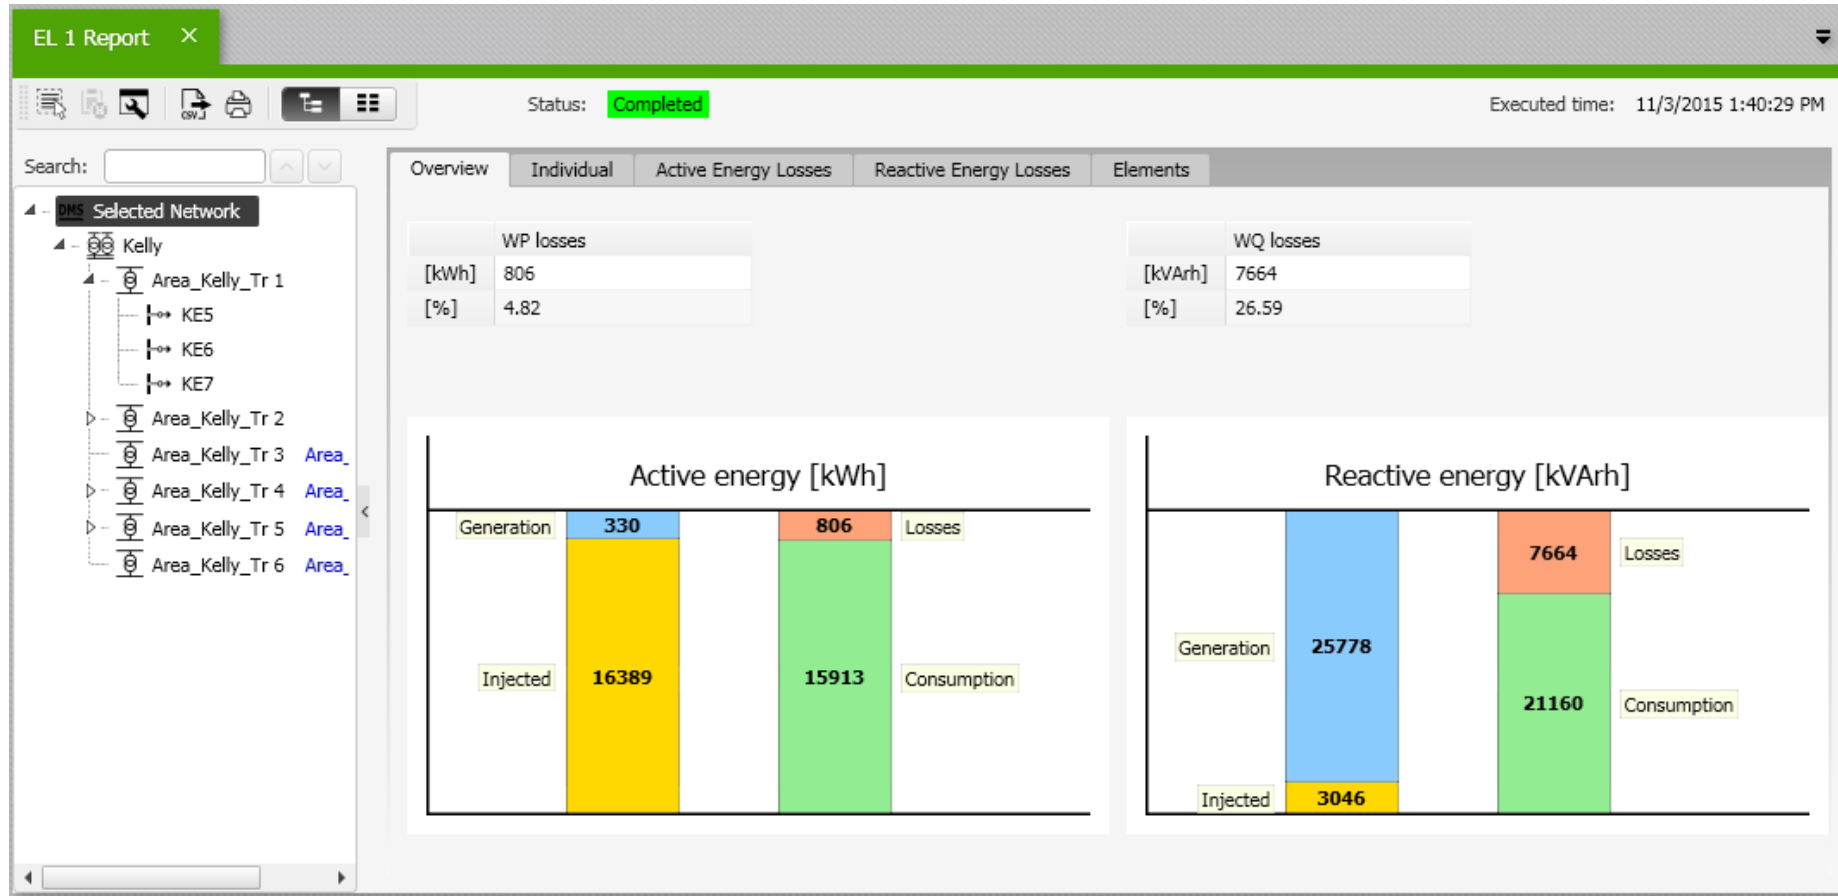 EL 1 Report
CSV
Status: Completed
Executed time: 11/3/2015 1:40:29 PM
Search:
DMS Selected Network
Kelly
Area_Kelly_Tr 1
KE5
KE6
KE7
Area_Kelly_Tr 2
Area_Kelly_Tr 3 Area_
Area_Kelly_Tr 4 Area_
Area_Kelly_Tr 5 Area_
Area_Kelly_Tr 6 Area_
Overview Individual Active Energy Losses Reactive Energy Losses Elements
WP losses
[kWh] 806
[%] 4.82
WQ losses
[kVArh] 7664
[%] 26.59
Active energy [kWh]
Generation 330 806 Losses
Injected 16389 15913 Consumption
Reactive energy [kVArh]
7664 Losses
Generation 25778
21160 Consumption
Injected 3046